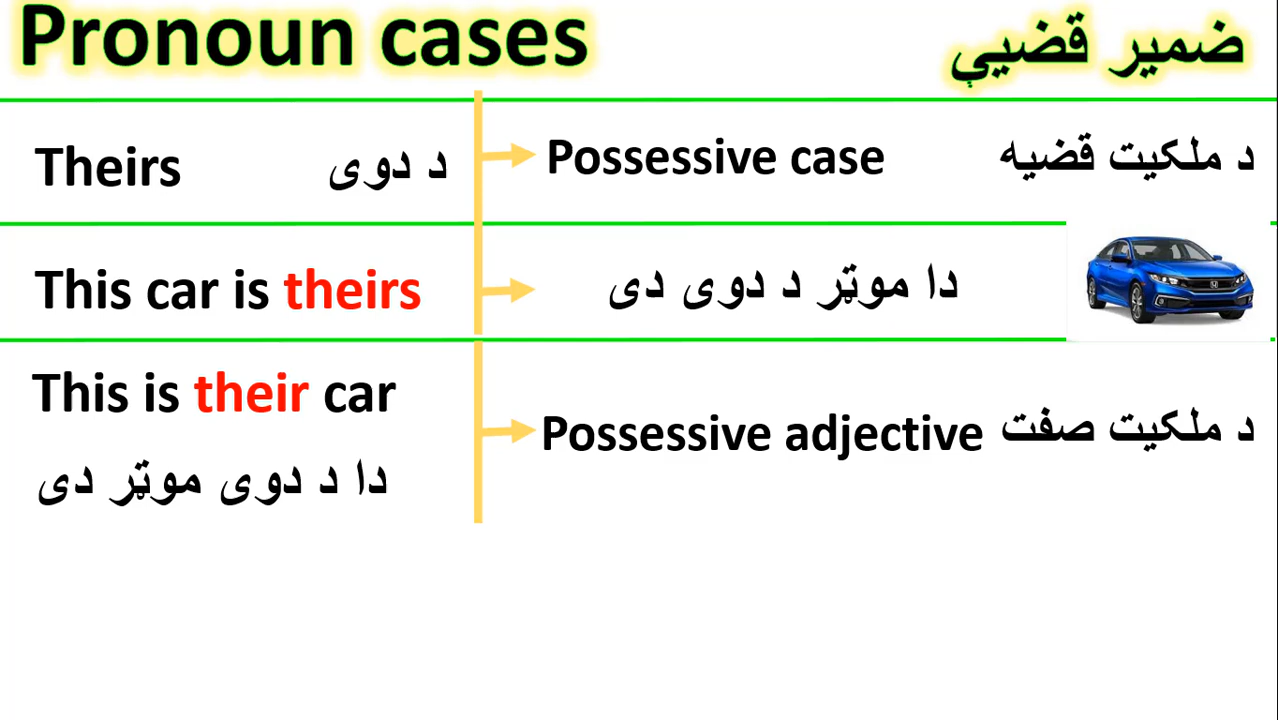 Pronoun cases ضمیر قضیې
Theirs د دوی Possessive case د ملکیت قضیه
This car is theirs دا موټر د دوی دی
This is their car
دا د دوی موټر دی
Possessive adjective د ملکیت صفت